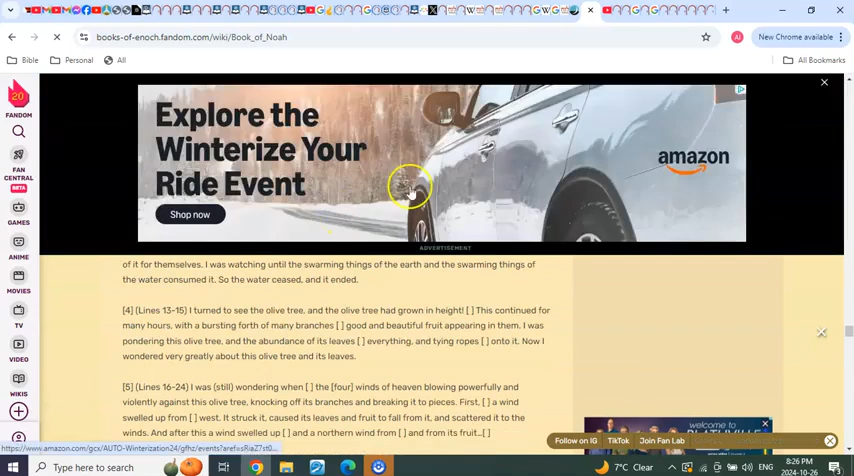 books-of-enoch.fandom.com/wiki/Book_of_Noah
AI
New Chrome available
Bible
Personal
All
All Bookmarks
20
FANDOM
FAN
CENTRAL
BETA
GAMES
ANIME
MOVIES
TV
VIDEO
WIKIS
Explore the
Winterize Your
Ride Event
Shop now
amazon
ADVERTISEMENT
of it for themselves. I was watching until the swarming things of the earth and the swarming things of
the water consumed it. So the water ceased, and it ended.
[4] (Lines 13-15) I turned to see the olive tree, and the olive tree had grown in height! [ ] This continued for
many hours, with a bursting forth of many branches [ ] good and beautiful fruit appearing in them. I was
pondering this olive tree, and the abundance of its leaves [ ] everything, and tying ropes [ ] onto it. Now I
wondered very greatly about this olive tree and its leaves.
[5] (Lines 16-24) I was (still) wondering when [ ] the [four] winds of heaven blowing powerfully and
violently against this olive tree, knocking off its branches and breaking it to pieces. First, [ ] a wind
swelled up from [ ] west. It struck it, caused its leaves and fruit to fall from it, and scattered it to the
winds. And after this a wind swelled up [ ] and a northern wind from [ ] and from its fruit...[ ]
welcome to
PLATHVILLE
Follow on IG
TikTok
Join Fan Lab
Type here to search
7°C Clear
ENG
8:26 PM
2024-10-26